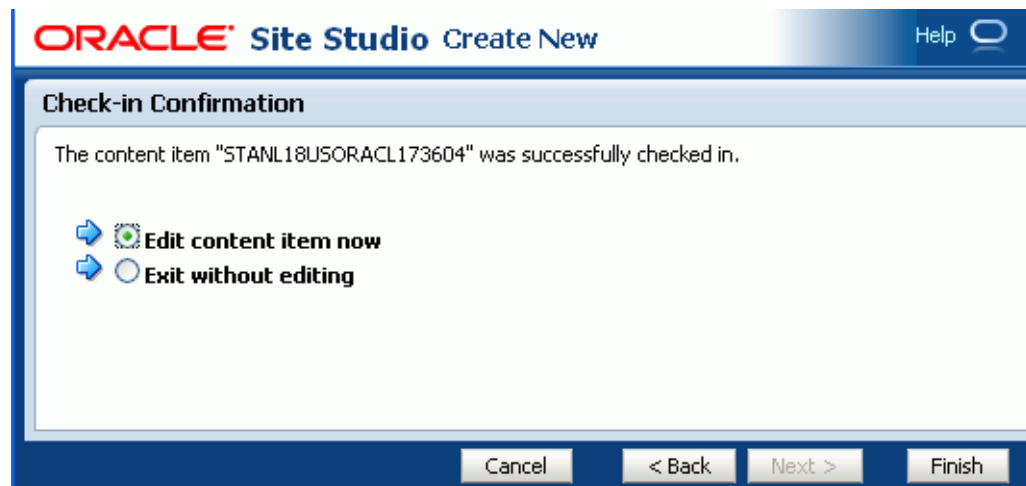 ORACLE Site Studio Create New Help
Check-in Confirmation
The content item "STANL18USORACL173604" was successfully checked in.
Edit content item now
Exit without editing
Cancel < Back Next > Finish